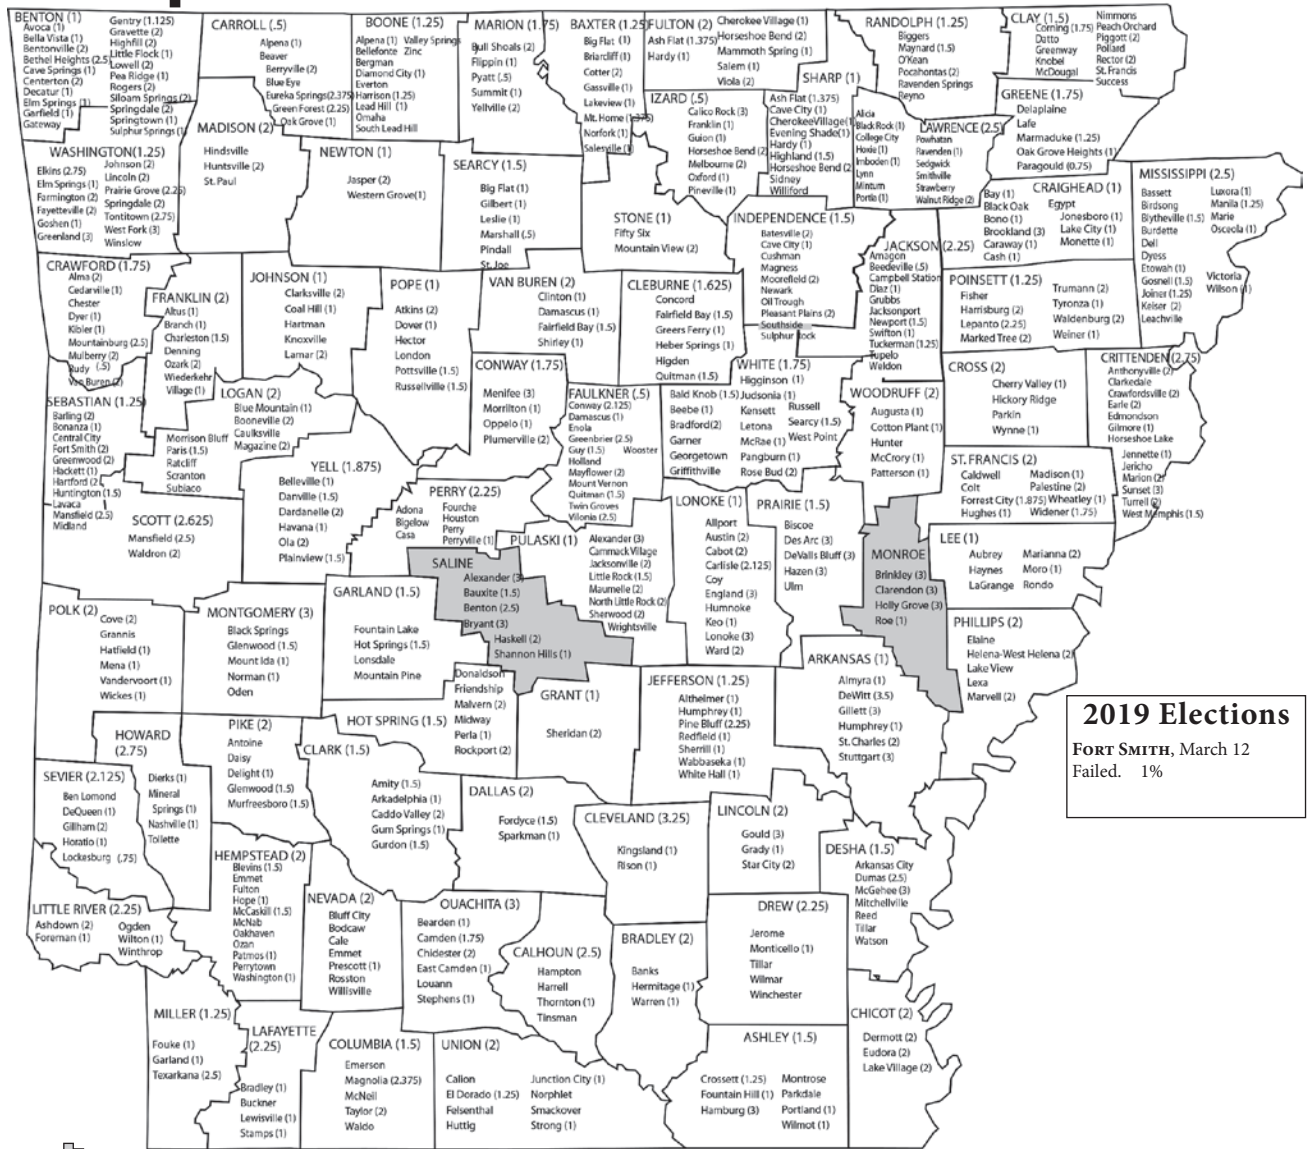 BENTON (1)
Avoca (1)
Bella Vista (1)
Bentonville (2)
Bethel Heights (2.5)
Cave Springs (1)
Centerton (2)
Decatur (1)
Elm Springs (1)
Garfield (1)
Gateway
Gentry (1.125)
Gravette (2)
Highfill (2)
Little Flock (1)
Lowell (2)
Pea Ridge (1)
Rogers (2)
Siloam Springs (2)
Springdale (2)
Springtown (1)
Sulphur Springs (1)
CARROLL (.5)
Alpena (1)
Beaver
Berryville (2)
Blue Eye
Eureka Springs(2.375)
Green Forest (2.25)
Oak Grove (1)
BOONE (1.25)
Alpena (1) Valley Springs
Bellefonte Zinc
Bergman
Diamond City (1)
Everton
Harrison (1.25)
Lead Hill (1)
Omaha
South Lead Hill
MARION (1.75)
Bull Shoals (2)
Flippin (1)
Pyatt (.5)
Summit (1)
Yellville (2)
BAXTER (1.25)
Big Flat (1)
Briarcliff (1)
Cotter (2)
Gassville (1)
Lakeview (1)
Mt. Home (1.375)
Norfork (1)
Salesville (1)
FULTON (2)
Ash Flat (1.375)
Hardy (1)
Cherokee Village (1)
Horseshoe Bend (2)
Mammoth Spring (1)
Salem (1)
Viola (2)
RANDOLPH (1.25)
Biggers
Maynard (1.5)
O'Kean
Pocahontas (2)
Ravenden Springs
Reyno
CLAY (1.5)
Corning (1.75)
Datto
Greenway
Knobel
McDougal
Nimmons
Peach Orchard
Piggott (2)
Pollard
Rector (2)
St. Francis
Success
SHARP (1)
Ash Flat (1.375)
Cave City (1)
CherokeeVillage(1)
Evening Shade(1)
Hardy (1)
Highland (1.5)
Horseshoe Bend (2)
Sidney
Williford
IZARD (.5)
Calico Rock (3)
Franklin (1)
Guion (1)
Horseshoe Bend (2)
Melbourne (2)
Oxford (1)
Pineville (1)
GREENE (1.75)
Delaplaine
Lafe
Marmaduke (1.25)
Oak Grove Heights (1)
Paragould (0.75)
LAWRENCE (2.5)
Alicia
Black Rock (1)
College City
Hoxie (1)
Imboden (1)
Lynn
Minturn
Portia (1)
Powhatan
Ravenden (1)
Sedgwick
Smithville
Strawberry
Walnut Ridge (2)
MADISON (2)
Hindsville
Huntsville (2)
St. Paul
NEWTON (1)
Jasper (2)
Western Grove(1)
WASHINGTON(1.25)
Elkins (2.75)
Elm Springs (1)
Farmington (2)
Fayetteville (2)
Goshen (1)
Greenland (3)
Johnson (2)
Lincoln (2)
Prairie Grove (2.25)
Springdale (2)
Tontitown (2.75)
West Fork (3)
Winslow
SEARCY (1.5)
Big Flat (1)
Gilbert (1)
Leslie (1)
Marshall (.5)
Pindall
St. Joe
STONE (1)
Fifty Six
Mountain View (2)
INDEPENDENCE (1.5)
Batesville (2)
Cave City (1)
Cushman
Magness
Moorefield (2)
Newark
Oil Trough
Pleasant Plains (2)
Southside
Sulphur Rock
JACKSON (2.25)
Amagon
Beedeville (.5)
Campbell Station
Diaz (1)
Grubbs
Jacksonport
Newport (1.5)
Swifton (1)
Tuckerman (1.25)
Tupelo
Weldon
CRAIGHEAD (1)
Bay (1)
Black Oak
Bono (1)
Brookland (3)
Caraway (1)
Cash (1)
Egypt
Jonesboro (1)
Lake City (1)
Monette (1)
MISSISSIPPI (2.5)
Bassett
Birdsong
Blytheville (1.5)
Burdette
Dell
Dyess
Etowah (1)
Gosnell (1.5)
Joiner (1.25)
Keiser (2)
Leachville
Luxora (1)
Manila (1.25)
Marie
Osceola (1)
Victoria
Wilson (1)
CRAWFORD (1.75)
Alma (2)
Cedarville (1)
Chester
Dyer (1)
Kibler (1)
Mountainburg (2.5)
Mulberry (2)
Rudy (.5)
Van Buren (2)
FRANKLIN (2)
Altus (1)
Branch (1)
Charleston (1.5)
Denning
Ozark (2)
Wiederkehr
Village (1)
JOHNSON (1)
Clarksville (2)
Coal Hill (1)
Hartman
Knoxville
Lamar (2)
POPE (1)
Atkins (2)
Dover (1)
Hector
London
Pottsville (1.5)
Russellville (1.5)
VAN BUREN (2)
Clinton (1)
Damascus (1)
Fairfield Bay (1.5)
Shirley (1)
CLEBURNE (1.625)
Concord
Fairfield Bay (1.5)
Greers Ferry (1)
Heber Springs (1)
Higden
Quitman (1.5)
POINSETT (1.25)
Fisher
Harrisburg (2)
Lepanto (2.25)
Marked Tree (2)
Trumann (2)
Tyronza (1)
Waldenburg (2)
Weiner (1)
CONWAY (1.75)
Menifee (3)
Morrilton (1)
Oppelo (1)
Plumerville (2)
WHITE (1.75)
Bald Knob (1.5)
Beebe (1)
Bradford(2)
Garner
Georgetown
Griffithville
Higginson (1)
Judsonia (1)
Kensett
Letona
McRae (1)
Pangburn (1)
Rose Bud (2)
Russell
Searcy (1.5)
West Point
CROSS (2)
Cherry Valley (1)
Hickory Ridge
Parkin
Wynne (1)
CRITTENDEN(2.75)
Anthonyville (2)
Clarkedale
Crawfordsville (2)
Earle (2)
Edmondson
Gilmore (1)
Horseshoe Lake
Jennette (1)
Jericho
Marion (2)
Sunset (3)
Turrell (2)
West Memphis (1.5)
SEBASTIAN (1.25)
Barling (2)
Bonanza (1)
Central City
Fort Smith (2)
Greenwood (2)
Hackett (1)
Hartford (2)
Huntington (1.5)
Lavaca
Mansfield (2.5)
Midland
LOGAN (2)
Blue Mountain (1)
Booneville (2)
Caulksville
Magazine (2)
Morrison Bluff
Paris (1.5)
Ratcliff
Scranton
Subiaco
FAULKNER (.5)
Conway (2.125)
Damascus (1)
Enola
Greenbrier (2.5)
Guy (1.5) Wooster
Holland
Mayflower (2)
Mount Vernon
Quitman (1.5)
Twin Groves
Vilonia (2.5)
WOODRUFF (2)
Augusta (1)
Cotton Plant (1)
Hunter
McCrory (1)
Patterson (1)
ST. FRANCIS (2)
Caldwell
Colt
Forrest City (1.875)
Hughes (1)
Madison (1)
Palestine (2)
Wheatley (1)
Widener (1.75)
YELL (1.875)
Belleville (1)
Danville (1.5)
Dardanelle (2)
Havana (1)
Ola (2)
Plainview (1.5)
PERRY (2.25)
Adona
Bigelow
Casa
Fourche
Houston
Perry
Perryville (1)
SCOTT (2.625)
Mansfield (2.5)
Waldron (2)
PULASKI (1)
Alexander (3)
Cammack Village
Jacksonville (2)
Little Rock (1.5)
Maumelle (2)
North Little Rock (2)
Sherwood (2)
Wrightsville
LONOKE (1)
Allport
Austin (2)
Cabot (2)
Carlisle (2.125)
Coy
England (3)
Humnoke
Keo (1)
Lonoke (3)
Ward (2)
PRAIRIE (1.5)
Biscoe
Des Arc (3)
DeValls Bluff (3)
Hazen (3)
Ulm
MONROE
Brinkley (3)
Clarendon (3)
Holly Grove (3)
Roe (1)
LEE (1)
Aubrey
Haynes
LaGrange
Marianna (2)
Moro (1)
Rondo
SALINE
Alexander (3)
Bauxite (1.5)
Benton (2.5)
Bryant (3)
Haskell (2)
Shannon Hills (1)
GARLAND (1.5)
Fountain Lake
Hot Springs (1.5)
Lonsdale
Mountain Pine
POLK (2)
Cove (2)
Grannis
Hatfield (1)
Mena (1)
Vandervoort (1)
Wickes (1)
MONTGOMERY (3)
Black Springs
Glenwood (1.5)
Mount Ida (1)
Norman (1)
Oden
PHILLIPS (2)
Elaine
Helena-West Helena (2)
Lake View
Lexa
Marvell (2)
ARKANSAS (1)
Almyra (1)
DeWitt (3.5)
Gillett (3)
Humphrey (1)
St. Charles (2)
Stuttgart (3)
JEFFERSON (1.25)
Altheimer (1)
Humphrey (1)
Pine Bluff (2.25)
Redfield (1)
Sherrill (1)
Wabbaseka (1)
White Hall (1)
GRANT (1)
Sheridan (2)
HOT SPRING (1.5)
Donaldson
Friendship
Malvern (2)
Midway
Perla (1)
Rockport (2)
2019 Elections
FORT SMITH, March 12
Failed. 1%
HOWARD
(2.75)
Dierks (1)
Mineral
Springs (1)
Nashville (1)
Tollette
PIKE (2)
Antoine
Daisy
Delight (1)
Glenwood (1.5)
Murfreesboro (1.5)
CLARK (1.5)
Amity (1.5)
Arkadelphia (1)
Caddo Valley (2)
Gum Springs (1)
Gurdon (1.5)
SEVIER (2.125)
Ben Lomond
DeQueen (1)
Gillham (2)
Horatio (1)
Lockesburg (.75)
DALLAS (2)
Fordyce (1.5)
Sparkman (1)
CLEVELAND (3.25)
Kingsland (1)
Rison (1)
LINCOLN (2)
Gould (3)
Grady (1)
Star City (2)
DESHA (1.5)
Arkansas City
Dumas (2.5)
McGehee (3)
Mitchellville
Reed
Tillar
Watson
HEMPSTEAD (2)
Blevins (1.5)
Emmet
Fulton
Hope (1)
McCaskill (1.5)
McNab
Oakhaven
Ozan
Patmos (1)
Perrytown
Washington (1)
LITTLE RIVER (2.25)
Ashdown (2)
Foreman (1)
Ogden
Wilton (1)
Winthrop
NEVADA (2)
Bluff City
Bodcaw
Cale
Emmet
Prescott (1)
Rosston
Willisville
OUACHITA (3)
Bearden (1)
Camden (1.75)
Chidester (2)
East Camden (1)
Louann
Stephens (1)
CALHOUN (2.5)
Hampton
Harrell
Thornton (1)
Tinsman
BRADLEY (2)
Banks
Hermitage (1)
Warren (1)
DREW (2.25)
Jerome
Monticello (1)
Tillar
Wilmar
Winchester
MILLER (1.25)
Fouke (1)
Garland (1)
Texarkana (2.5)
LAFAYETTE
(2.25)
Bradley (1)
Buckner
Lewisville (1)
Stamps (1)
COLUMBIA (1.5)
Emerson
Magnolia (2.375)
McNeil
Taylor (2)
Waldo
UNION (2)
Calion
El Dorado (1.25)
Felsenthal
Huttig
Junction City (1)
Norphlet
Smackover
Strong (1)
ASHLEY (1.5)
Crossett (1.25)
Fountain Hill (1)
Hamburg (3)
Montrose
Parkdale
Portland (1)
Wilmot (1)
CHICOT (2)
Dermott (2)
Eudora (2)
Lake Village (2)